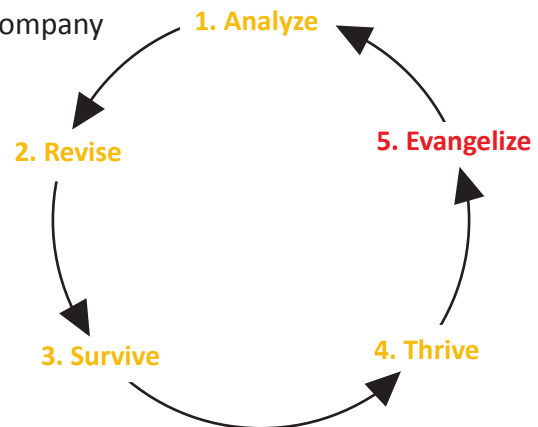 ompany
1. Analyze
5. Evangelize
2. Revise
3. Survive
4. Thrive